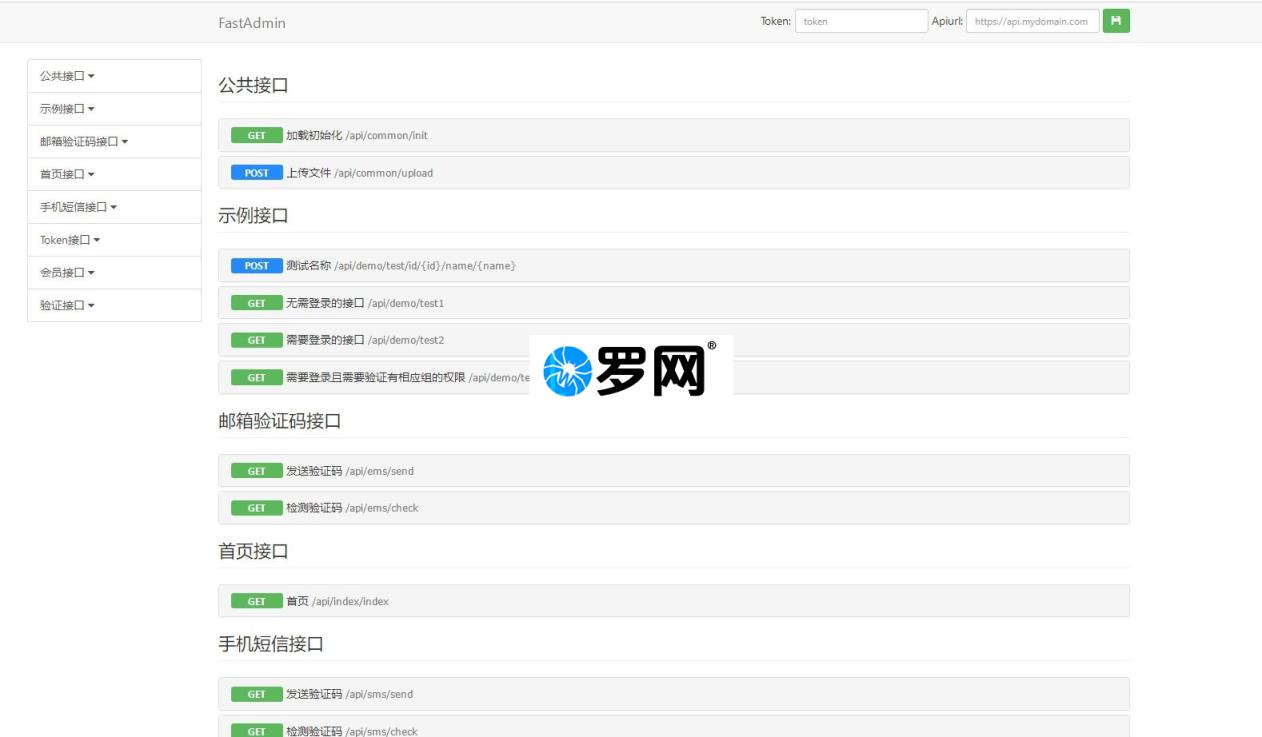 FastAdmin
Token: token Apiurl: https://api.mydomain.com
公共接口
示例接口
邮箱验证码接口
首页接口
手机短信接口
Token接口
会员接口
验证接口
公共接口
GET 加载初始化 /api/common/init
POST 上传文件 /api/common/upload
示例接口
POST 测试名称 /api/demo/test/id/{id}/name/{name}
GET 无需登录的接口 /api/demo/test1
GET 需要登录的接口 /api/demo/test2
GET 需要登录且需要验证有相应组的权限 /api/demo/te
罗网®
邮箱验证码接口
GET 发送验证码 /api/ems/send
GET 检测验证码 /api/ems/check
首页接口
GET 首页 /api/index/index
手机短信接口
GET 发送验证码 /api/sms/send
GET 检测验证码 /api/sms/check